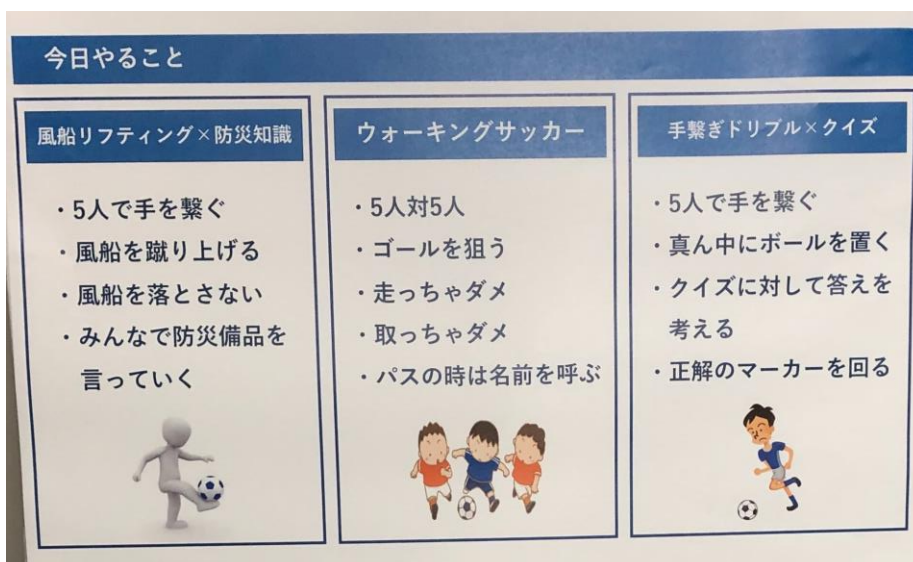 今日やること
風船リフティング×防災知識
・5人で手を繋ぐ
・風船を蹴り上げる
・風船を落とさない
・みんなで防災備品を
言っていく
ウォーキングサッカー
・5人対5人
・ゴールを狙う
・走っちゃダメ
・取っちゃダメ
・パスの時は名前を呼ぶ
手繋ぎドリブル×クイズ
・5人で手を繋ぐ
・真ん中にボールを置く
・クイズに対して答えを
考える
・正解のマーカーを回る